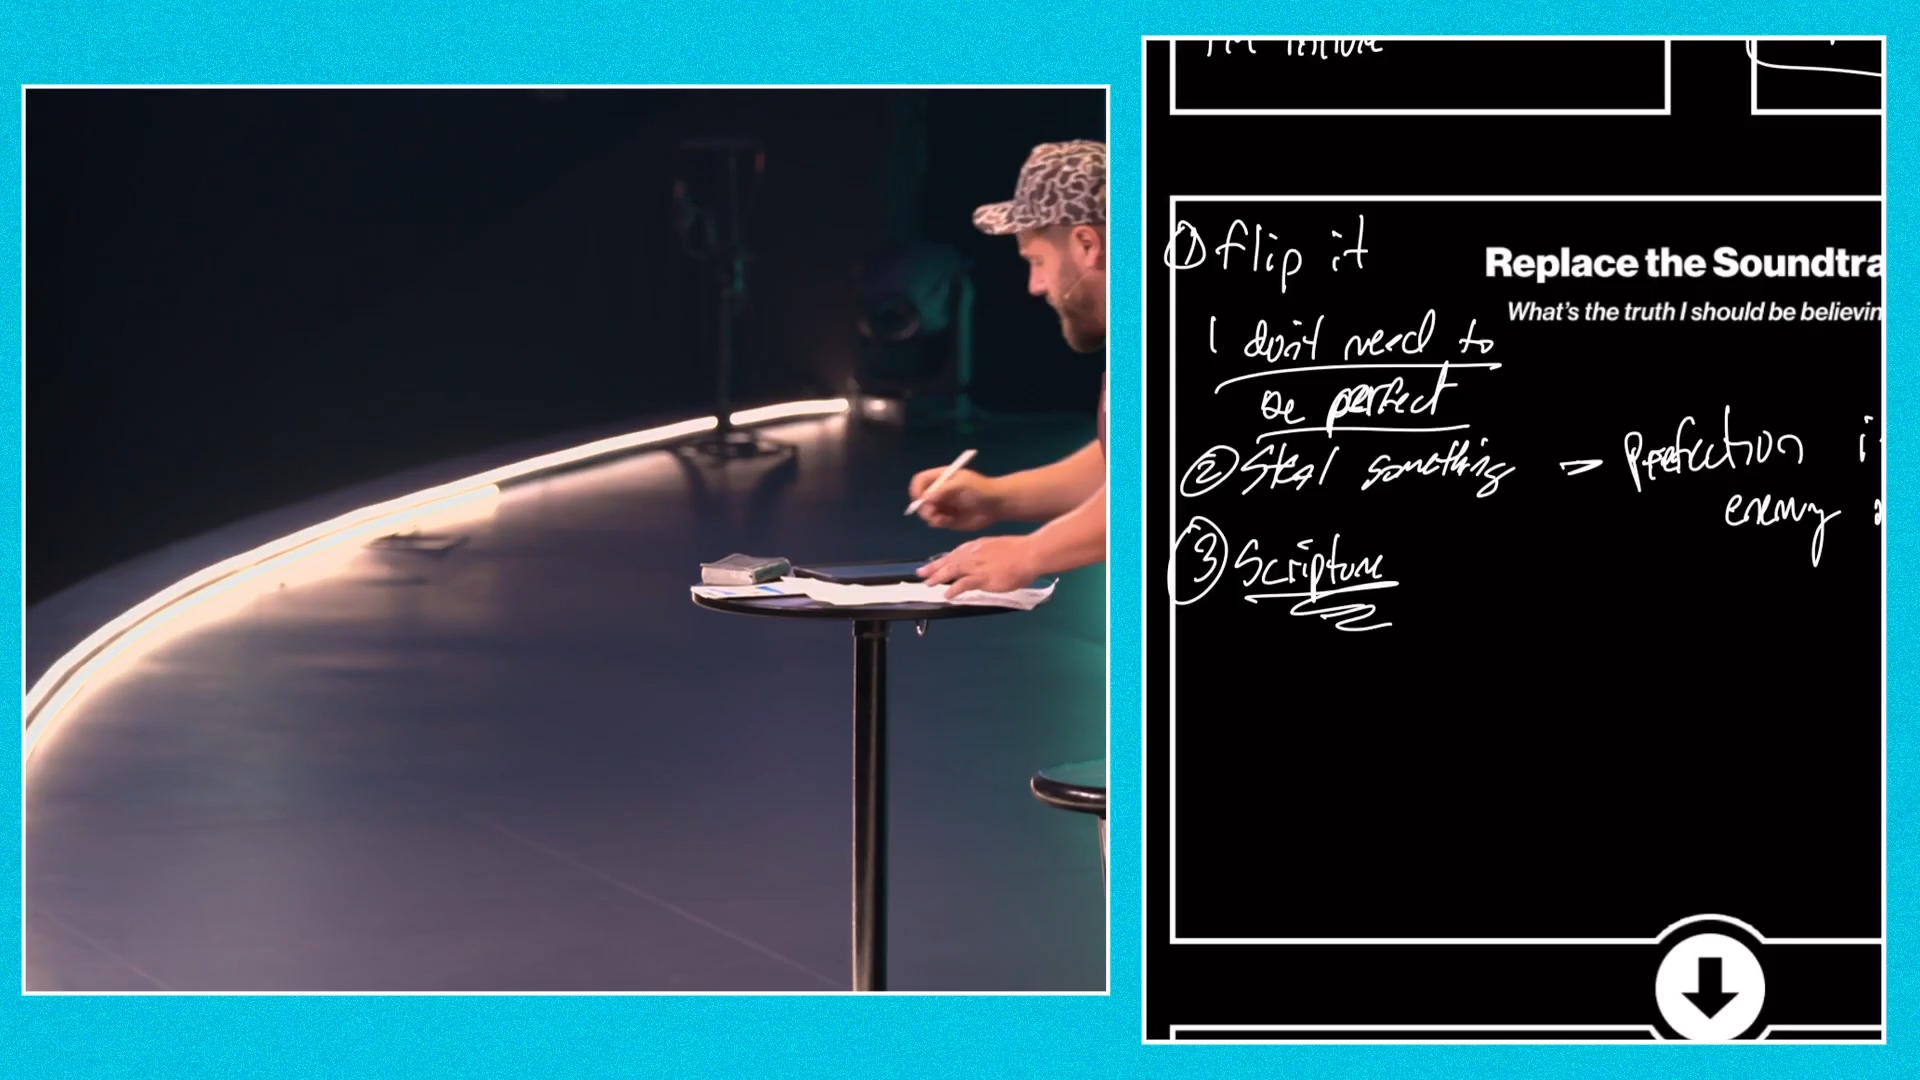 ① flip it
Replace the Soundtra
What's the truth I should be believin
I don't need to
be perfect
② Steal something - Perfection i
enemy
③ Scripture